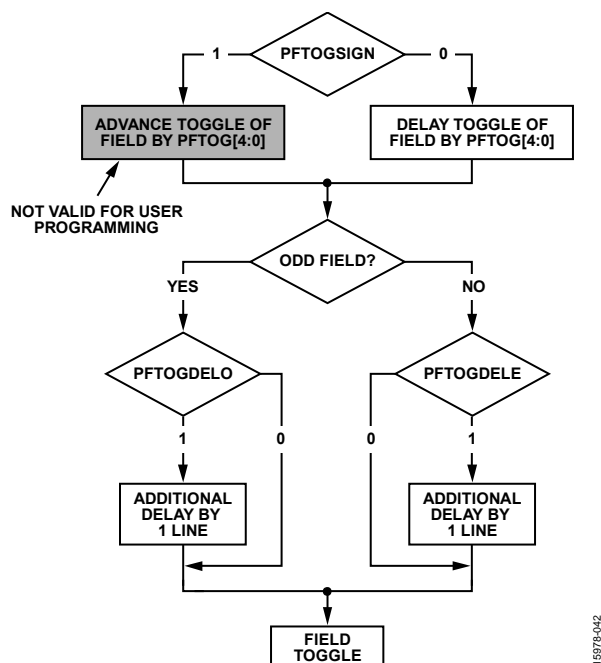 PFTOGSIGN
1
0
ADVANCE TOGGLE OF
FIELD BY PFTOG[4:0]
DELAY TOGGLE OF
FIELD BY PFTOG[4:0]
NOT VALID FOR USER
PROGRAMMING
ODD FIELD?
YES
NO
PFTOGDELO
PFTOGDELE
1
0
0
1
ADDITIONAL
DELAY BY
1 LINE
ADDITIONAL
DELAY BY
1 LINE
FIELD
TOGGLE
5978-042